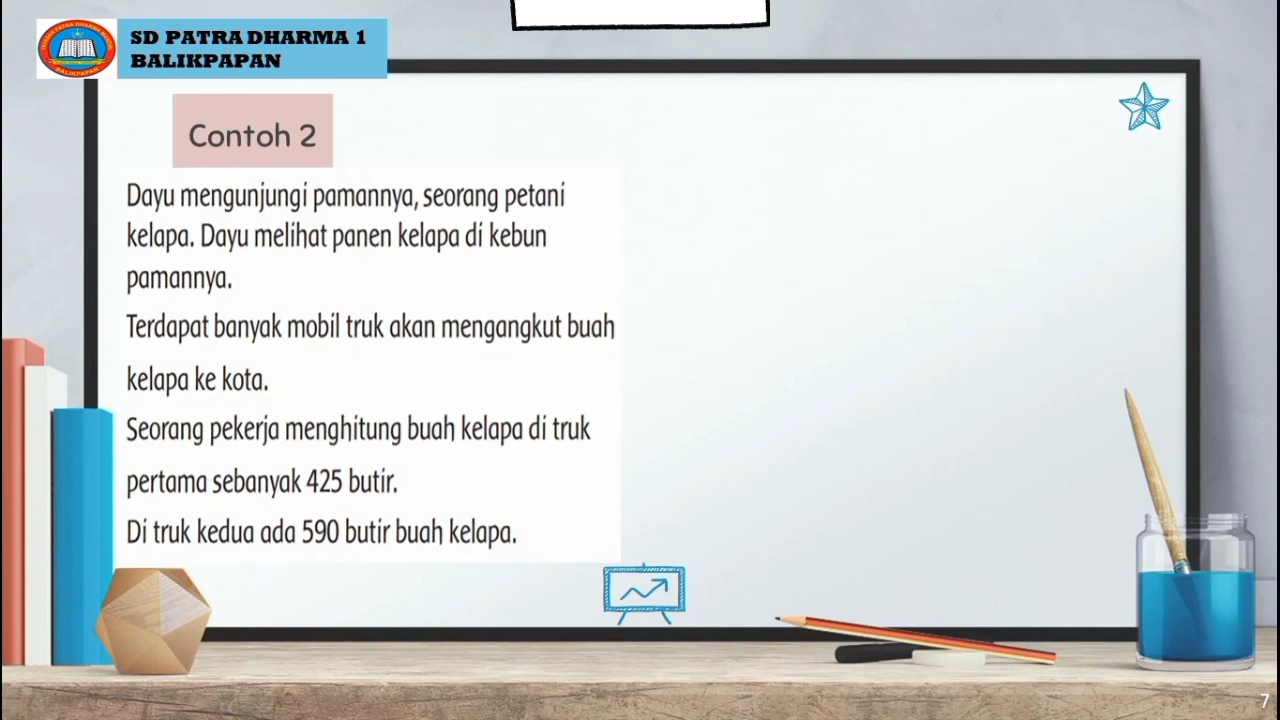 SD PATRA DHARMA 1
BALIKPAPAN
Contoh 2
Dayu mengunjungi pamannya, seorang petani
kelapa. Dayu melihat panen kelapa di kebun
pamannya.
Terdapat banyak mobil truk akan mengangkut buah
kelapa ke kota.
Seorang pekerja menghitung buah kelapa di truk
pertama sebanyak 425 butir.
Di truk kedua ada 590 butir buah kelapa.
7